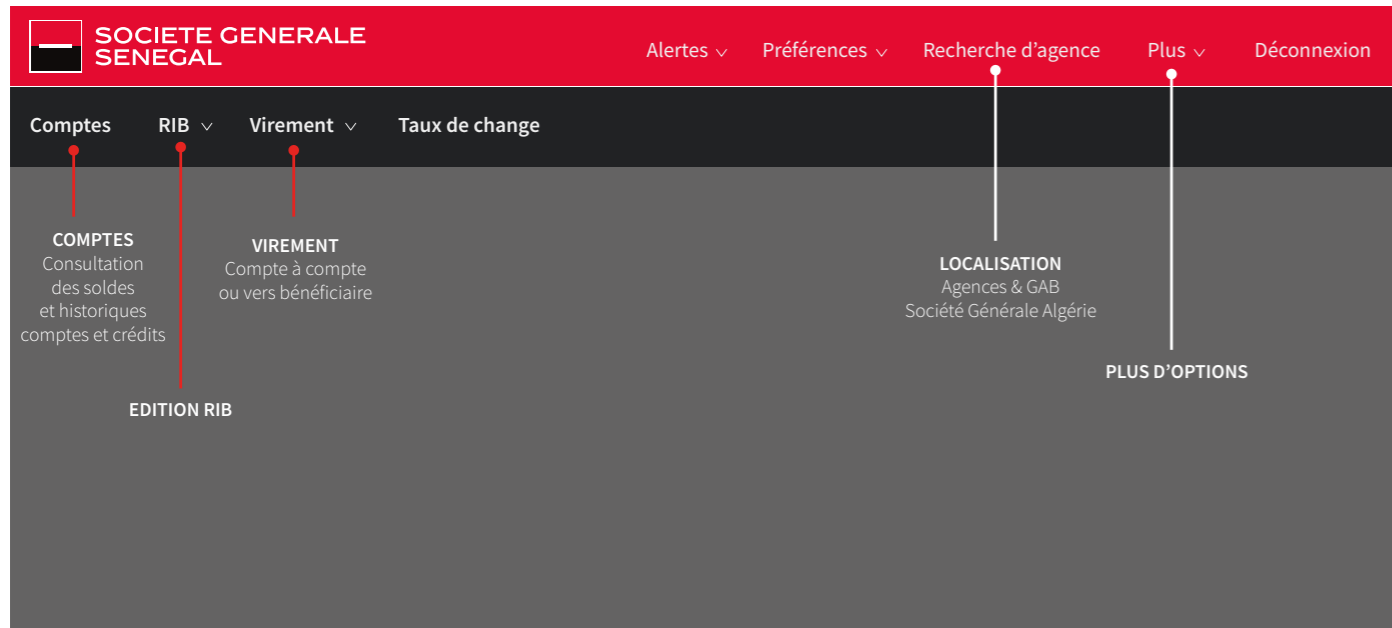 SOCIETE GENERALE
SENEGAL
Alertes Préférences Recherche d’agence Plus Déconnexion
Comptes RIB Virement Taux de change
COMPTES
Consultation
des soldes
et historiques
comptes et crédits
VIREMENT
Compte à compte
ou vers bénéficiaire
LOCALISATION
Agences & GAB
Société Générale Algérie
PLUS D’OPTIONS
EDITION RIB